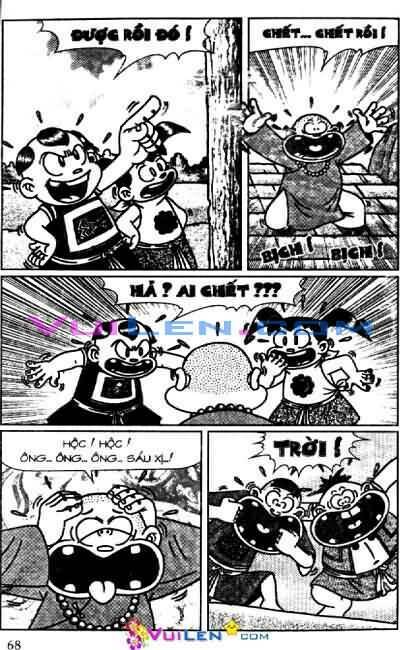 ĐƯỢC RỒI ĐÓ !
CHẾT... CHẾT RỒI !
BỊCH !
BỊCH !
HẢ ? AI CHẾT ???
VUILEN.COM
HỘC ! HỘC !
ÔNG... ÔNG... ÔNG... SÁU XỊ...!
TRỜI !
68
VUILEN.COM